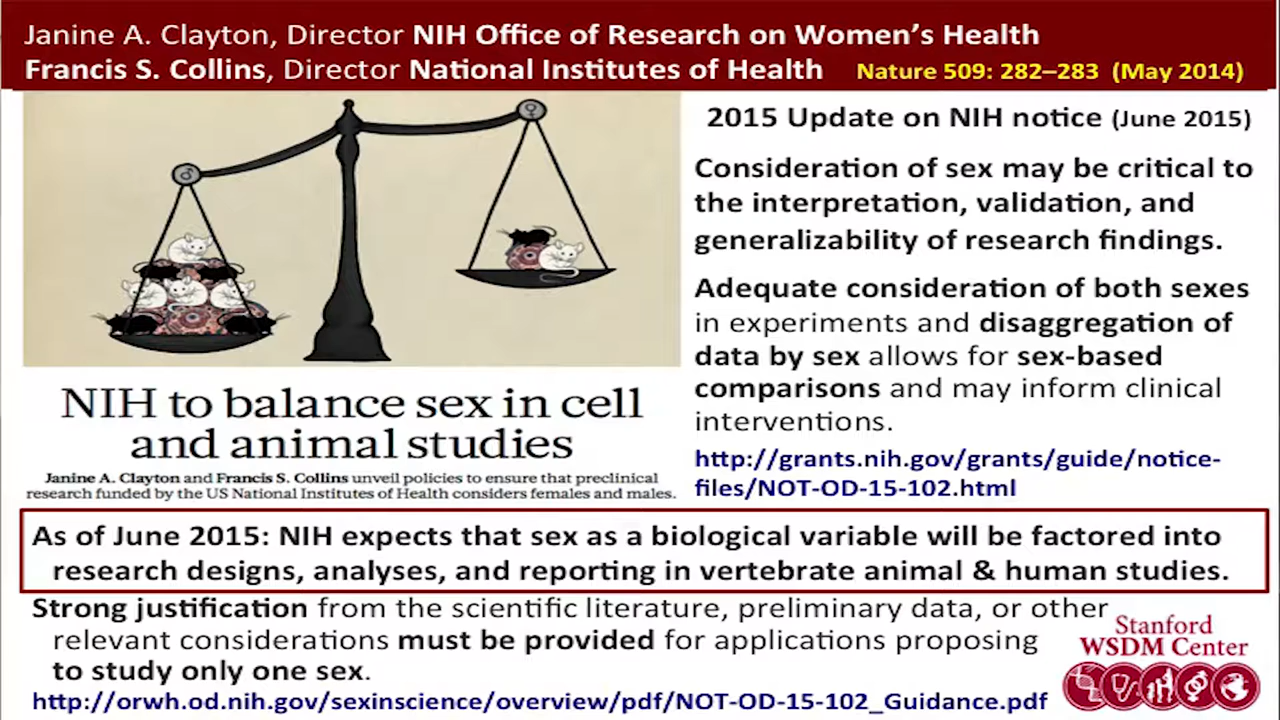 Janine A. Clayton, Director NIH Office of Research on Women's Health
Francis S. Collins, Director National Institutes of Health Nature 509: 282–283 (May 2014)
♂
♀
NIH to balance sex in cell
and animal studies
Janine A. Clayton and Francis S. Collins unveil policies to ensure that preclinical
research funded by the US National Institutes of Health considers females and males.
2015 Update on NIH notice (June 2015)
Consideration of sex may be critical to
the interpretation, validation, and
generalizability of research findings.
Adequate consideration of both sexes
in experiments and disaggregation of
data by sex allows for sex-based
comparisons and may inform clinical
interventions.
http://grants.nih.gov/grants/guide/notice-
files/NOT-OD-15-102.html
As of June 2015: NIH expects that sex as a biological variable will be factored into
research designs, analyses, and reporting in vertebrate animal & human studies.
Strong justification from the scientific literature, preliminary data, or other
relevant considerations must be provided for applications proposing
to study only one sex.
http://orwh.od.nih.gov/sexinscience/overview/pdf/NOT-OD-15-102_Guidance.pdf
Stanford
WSDM Center